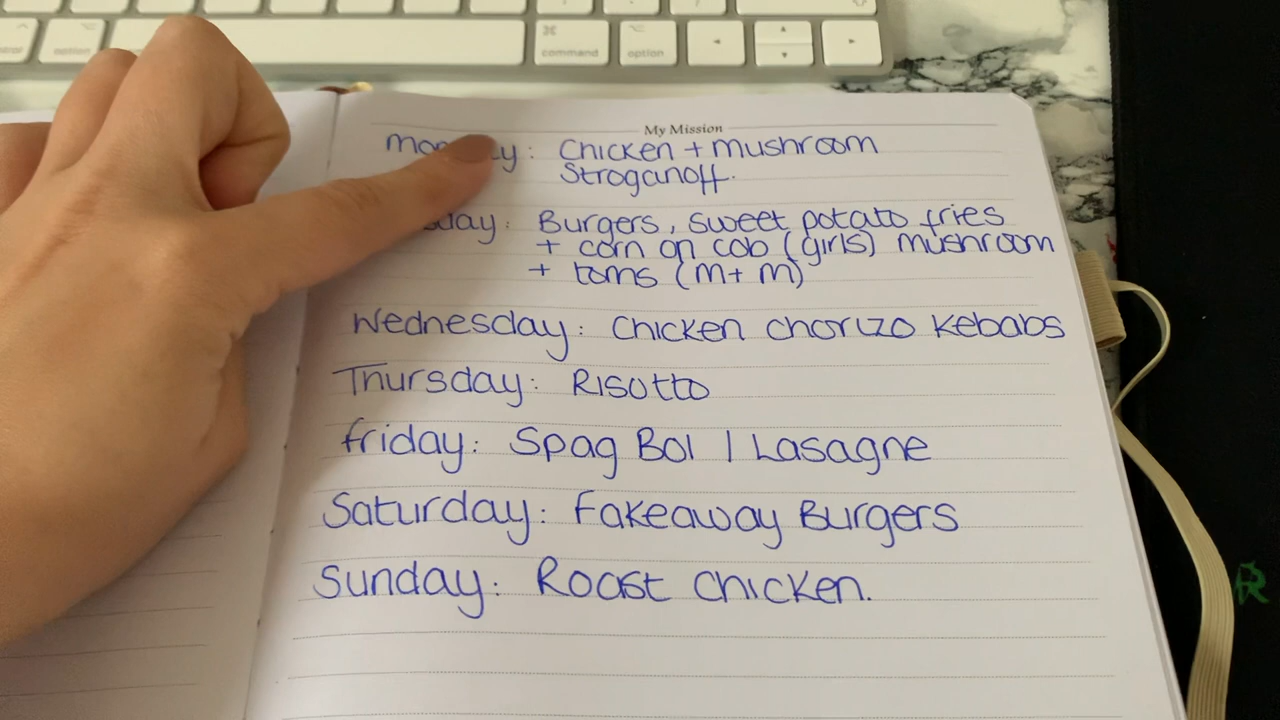 command
option
option
My Mission
Chicken + mushroom
Stroganoff.
Burgers, sweet potato fries
+ corn on cob (girls) mushroom
+ toms (m+m)
Wednesday: Chicken chorizo kebabs
Thursday: Risotto
friday: Spag Bol | Lasagne
Saturday: Fakeaway Burgers
Sunday: Roast chicken.